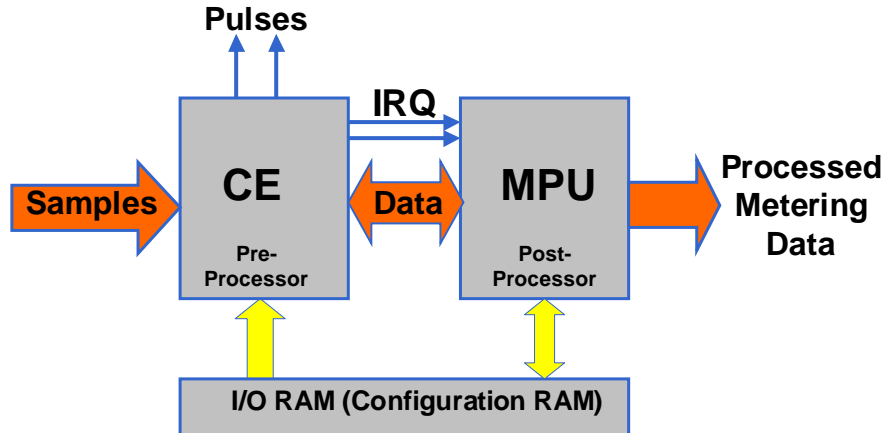 Pulses
IRQ
CE
MPU
Samples
Data
Processed
Metering
Data
Pre-
Processor
Post-
Processor
I/O RAM (Configuration RAM)